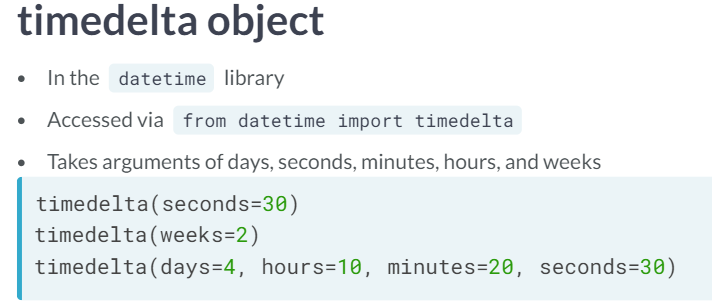 timedelta object
• In the datetime library
• Accessed via from datetime import timedelta
• Takes arguments of days, seconds, minutes, hours, and weeks
timedelta(seconds=30)
timedelta(weeks=2)
timedelta(days=4, hours=10, minutes=20, seconds=30)